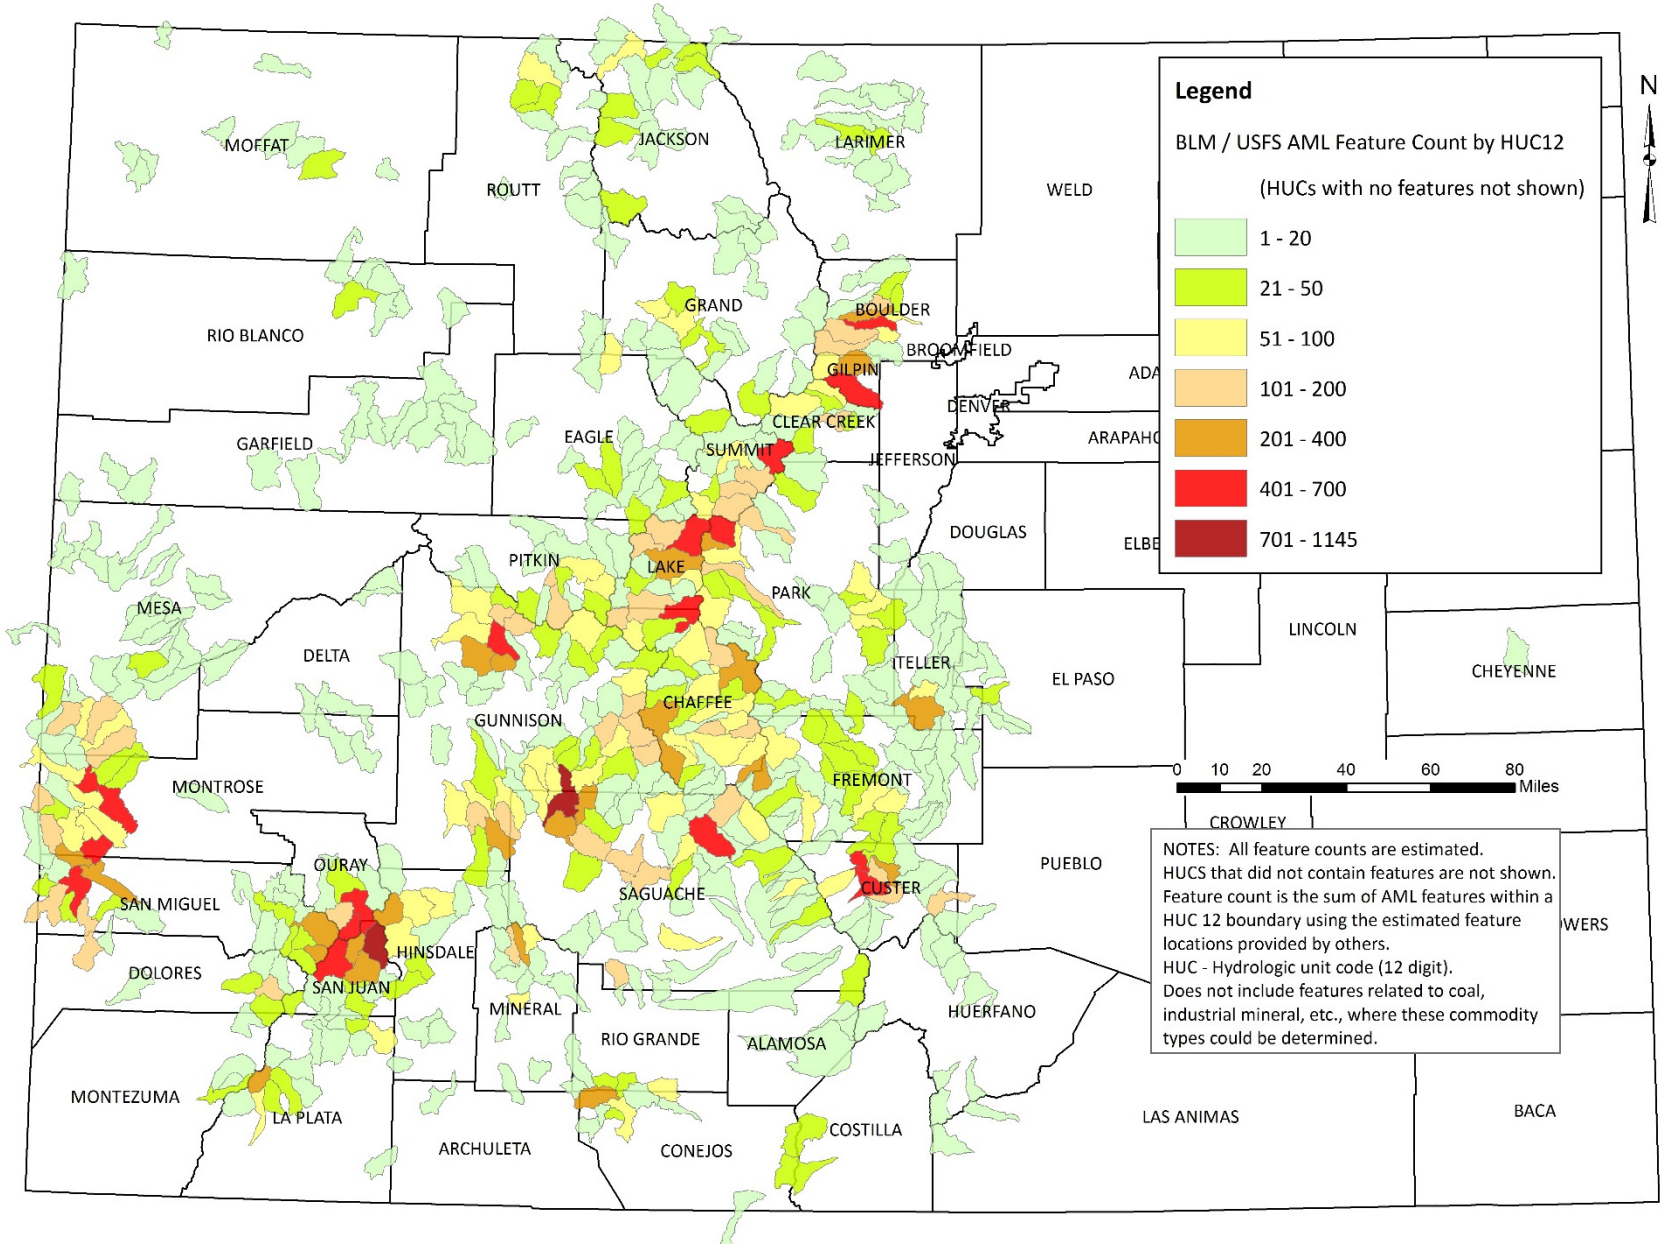 N
Legend
BLM / USFS AML Feature Count by HUC12
(HUCs with no features not shown)
1 - 20
21 - 50
51 - 100
101 - 200
201 - 400
401 - 700
701 - 1145
MOFFAT
ROUTT
JACKSON
LARIMER
WELD
RIO BLANCO
GRAND
BOULDER
BROOMFIELD
GILPIN
ADA
DENVER
CLEAR CREEK
ARAPAHO
GARFIELD
EAGLE
SUMMIT
JEFFERSON
DOUGLAS
ELBE
PITKIN
LAKE
PARK
MESA
DELTA
ITELLER
EL PASO
LINCOLN
CHEYENNE
GUNNISON
CHAFFEE
MONTROSE
FREMONT
0 10 20 40 60 80
Miles
CROWLEY
OURAY
SAN MIGUEL
SAGUACHE
CUSTER
PUEBLO
OWERS
NOTES: All feature counts are estimated.
HUCS that did not contain features are not shown.
Feature count is the sum of AML features within a
HUC 12 boundary using the estimated feature
locations provided by others.
HUC - Hydrologic unit code (12 digit).
Does not include features related to coal,
industrial mineral, etc., where these commodity
types could be determined.
DOLORES
HINSDALE
SAN JUAN
MINERAL
RIO GRANDE
ALAMOSA
HUERFANO
MONTEZUMA
LA PLATA
ARCHULETA
CONEJOS
COSTILLA
LAS ANIMAS
BACA